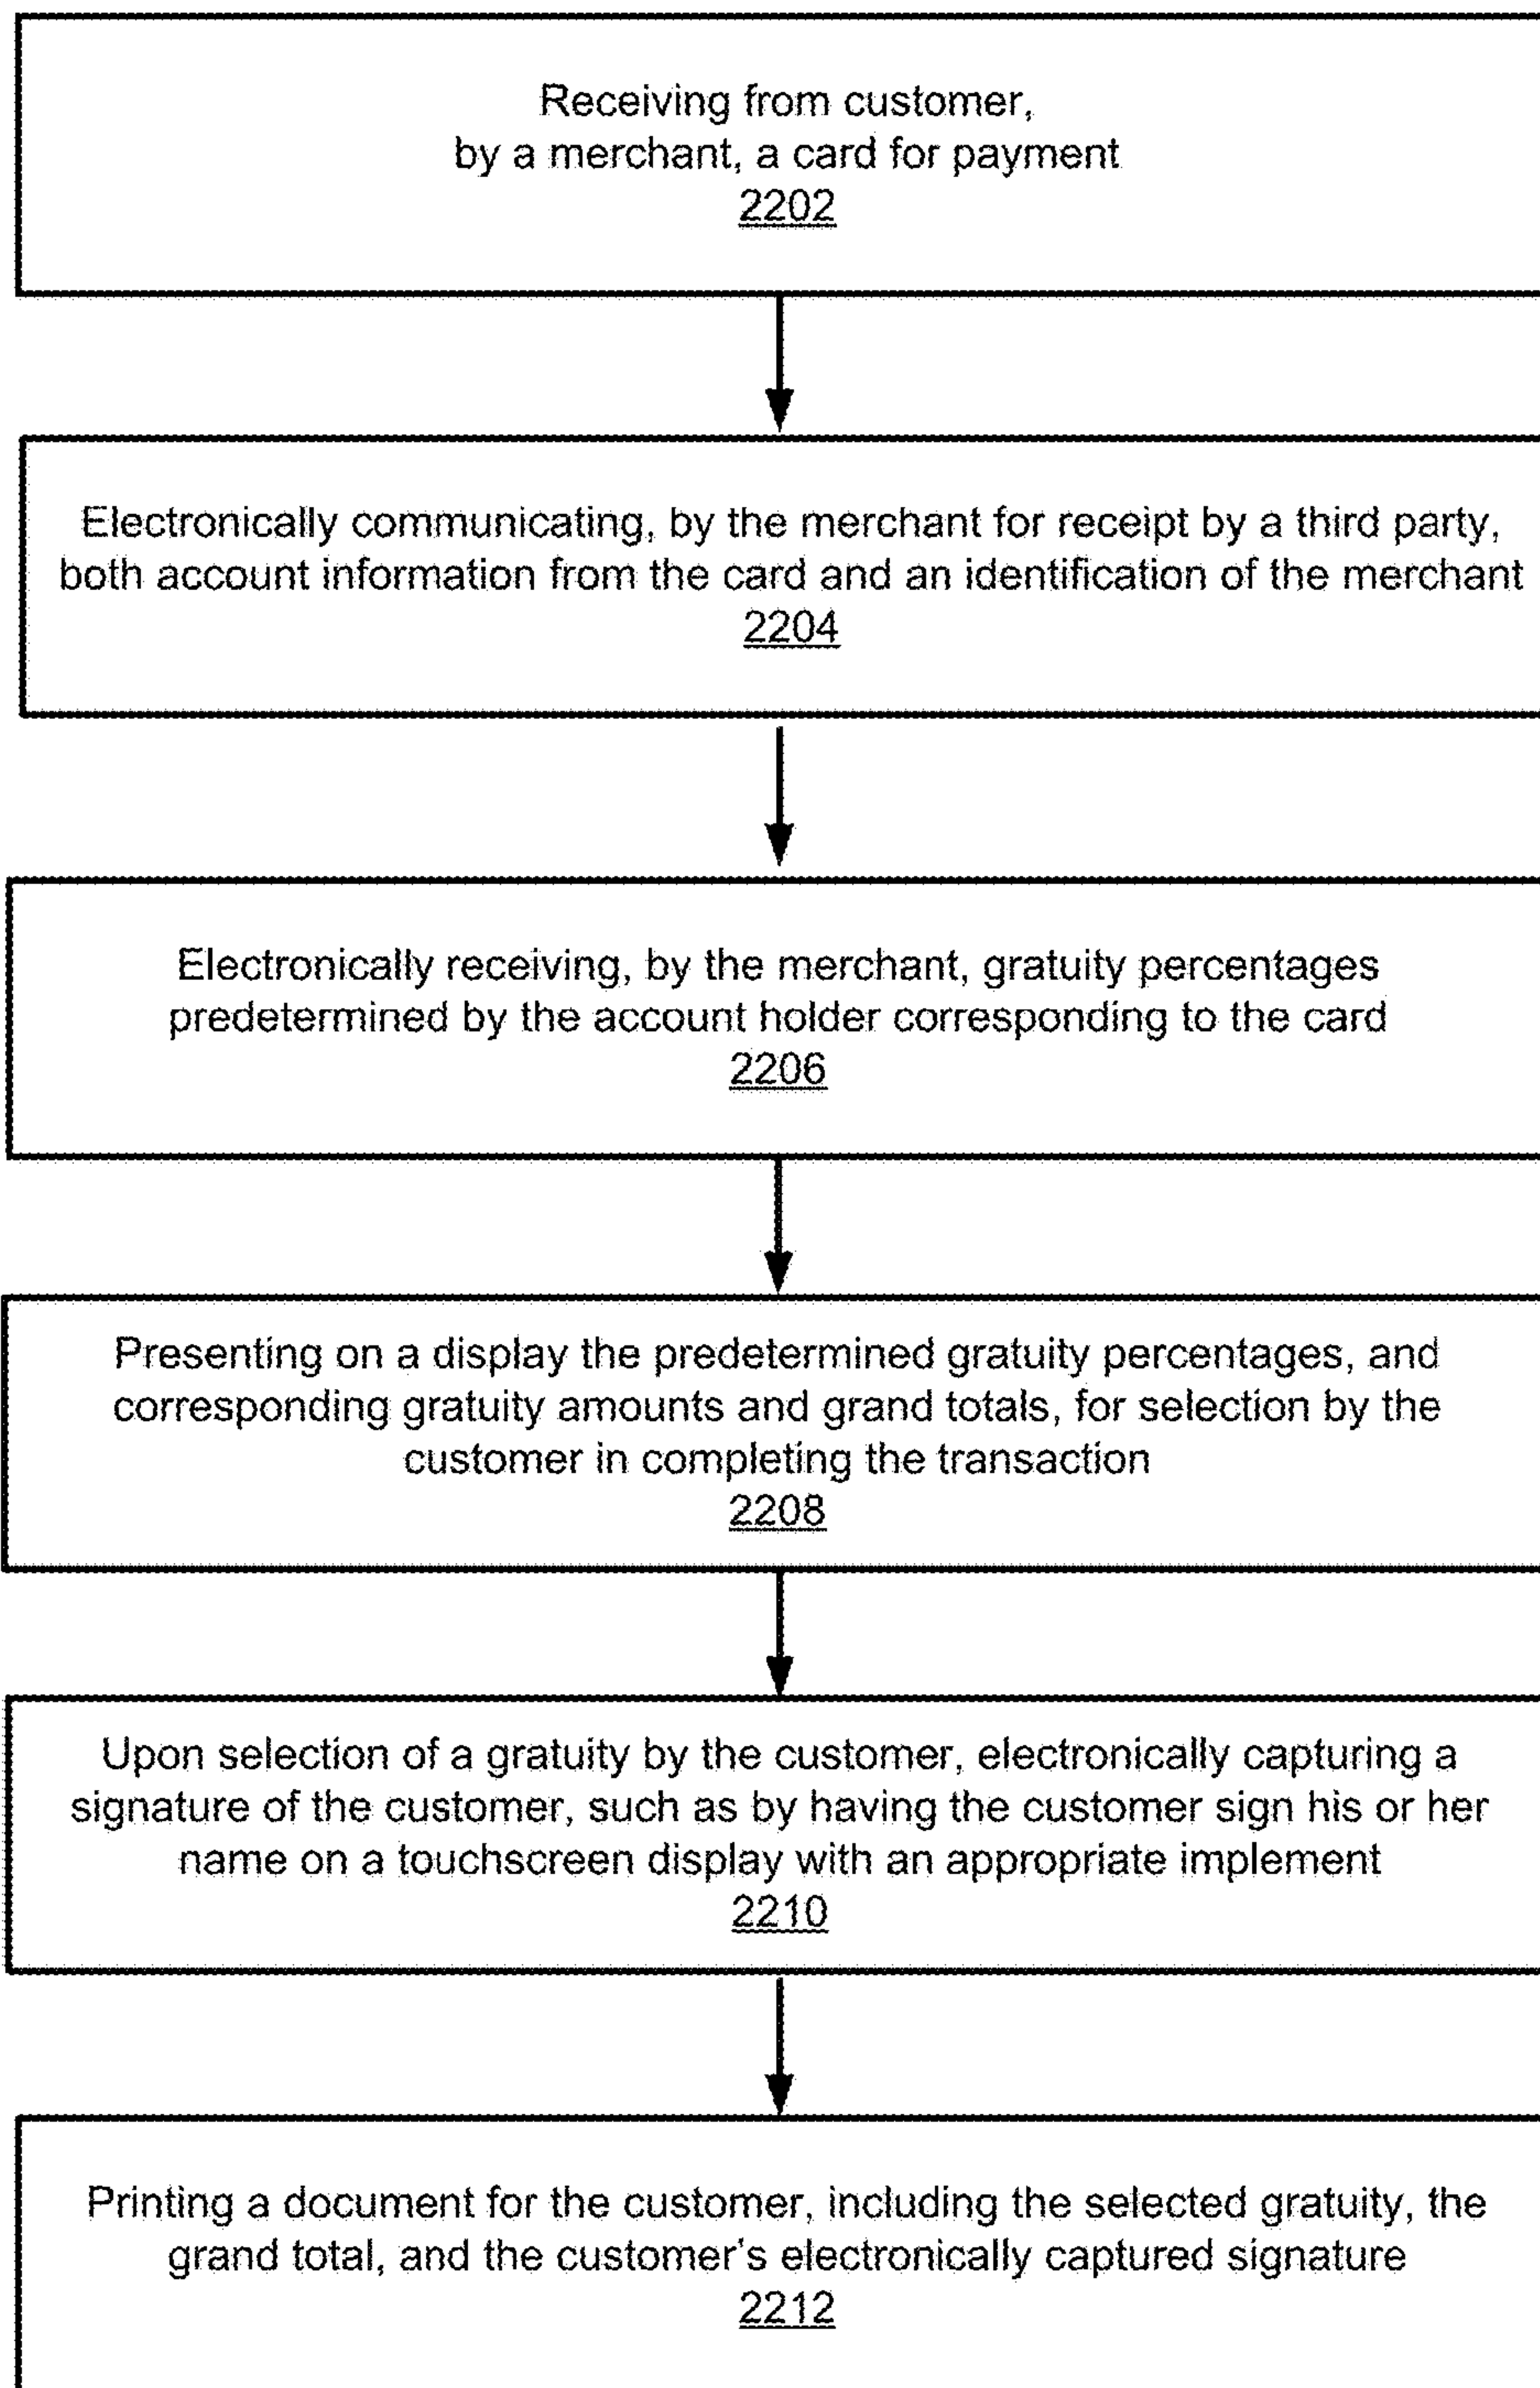 Receiving from customer,
by a merchant, a card for payment
2202
Electronically communicating, by the merchant for receipt by a third party,
both account information from the card and an identification of the merchant
2204
Electronically receiving, by the merchant, gratuity percentages
predetermined by the account holder corresponding to the card
2206
Presenting on a display the predetermined gratuity percentages, and
corresponding gratuity amounts and grand totals, for selection by the
customer in completing the transaction
2208
Upon selection of a gratuity by the customer, electronically capturing a
signature of the customer, such as by having the customer sign his or her
name on a touchscreen display with an appropriate implement
2210
Printing a document for the customer, including the selected gratuity, the
grand total, and the customer's electronically captured signature
2212